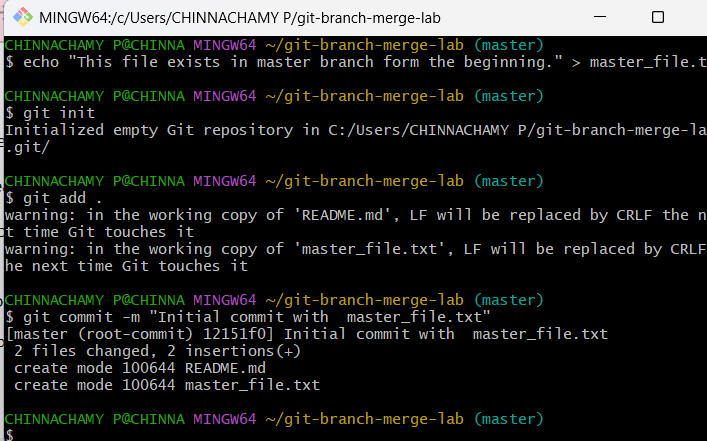 MINGW64:/c/Users/CHINNACHAMY P/git-branch-merge-lab
CHINNACHAMY P@CHINNA MINGW64 ~/git-branch-merge-lab (master)
$ echo "This file exists in master branch form the beginning." > master_file.t
CHINNACHAMY P@CHINNA MINGW64 ~/git-branch-merge-lab (master)
$ git init
Initialized empty Git repository in C:/Users/CHINNACHAMY P/git-branch-merge-la
.git/
CHINNACHAMY P@CHINNA MINGW64 ~/git-branch-merge-lab (master)
$ git add .
warning: in the working copy of 'README.md', LF will be replaced by CRLF the n
t time Git touches it
warning: in the working copy of 'master_file.txt', LF will be replaced by CRLF
he next time Git touches it
CHINNACHAMY P@CHINNA MINGW64 ~/git-branch-merge-lab (master)
$ git commit -m "Initial commit with  master_file.txt"
[master (root-commit) 12151f0] Initial commit with  master_file.txt
 2 files changed, 2 insertions(+)
 create mode 100644 README.md
 create mode 100644 master_file.txt
CHINNACHAMY P@CHINNA MINGW64 ~/git-branch-merge-lab (master)
$